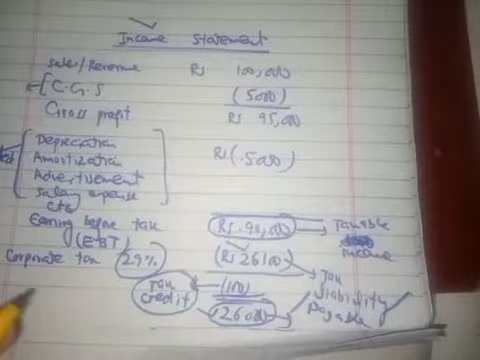 Income Statement
Sales/Revenue Rs 100,000
C.G.S (5000)
Gross profit Rs 95,000
Depreciation
Amortization Rs (5000)
Advertisement
Salary expense
etc
Earning before tax Rs. 90,000 Taxable income
(EBT)
Corporate tax 29% (Rs 26100) Tax liability payable
Tax credit (100)
26000